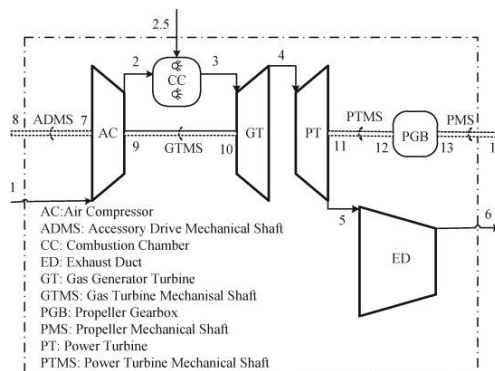 2.5
2
3
4
CC
8
ADMS
7
AC
9
GTMS
10
GT
PT
PTMS
11
12
PGB
13
PMS
1
1
5
6
ED
AC:Air Compressor
ADMS: Accessory Drive Mechanical Shaft
CC: Combustion Chamber
ED: Exhaust Duct
GT: Gas Generator Turbine
GTMS: Gas Turbine Mechanisal Shaft
PGB: Propeller Gearbox
PMS: Propeller Mechanical Shaft
PT: Power Turbine
PTMS: Power Turbine Mechanical Shaft